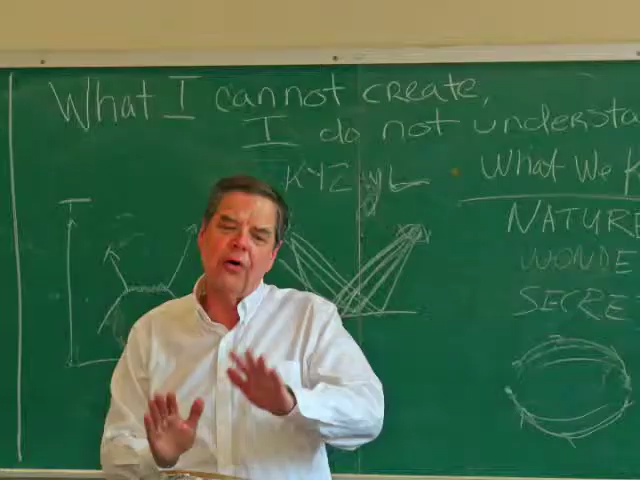 What I cannot create,
I do not understa
What We
NATURE
WONDE
SECRE